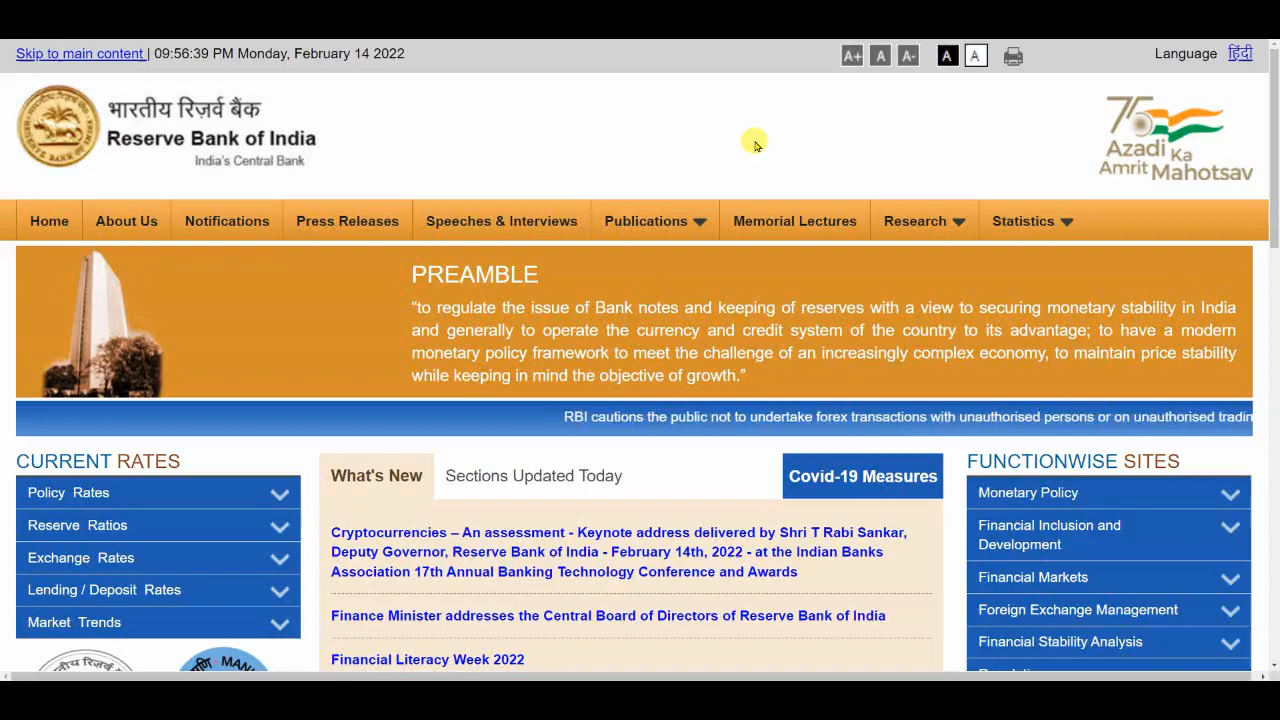 Skip to main content | 09:56:39 PM Monday, February 14 2022
A+ A A- A A
Language हिंदी
भारतीय रिज़र्व बैंक
Reserve Bank of India
India's Central Bank
75
Azadi Ka
Amrit Mahotsav
Home About Us Notifications Press Releases Speeches & Interviews Publications Memorial Lectures Research Statistics
PREAMBLE
“to regulate the issue of Bank notes and keeping of reserves with a view to securing monetary stability in India
and generally to operate the currency and credit system of the country to its advantage; to have a modern
monetary policy framework to meet the challenge of an increasingly complex economy, to maintain price stability
while keeping in mind the objective of growth.”
RBI cautions the public not to undertake forex transactions with unauthorised persons or on unauthorised tradin
CURRENT RATES
Policy Rates
Reserve Ratios
Exchange Rates
Lending / Deposit Rates
Market Trends
What's New Sections Updated Today Covid-19 Measures
Cryptocurrencies – An assessment - Keynote address delivered by Shri T Rabi Sankar,
Deputy Governor, Reserve Bank of India - February 14th, 2022 - at the Indian Banks
Association 17th Annual Banking Technology Conference and Awards
Finance Minister addresses the Central Board of Directors of Reserve Bank of India
Financial Literacy Week 2022
FUNCTIONWISE SITES
Monetary Policy
Financial Inclusion and
Development
Financial Markets
Foreign Exchange Management
Financial Stability Analysis